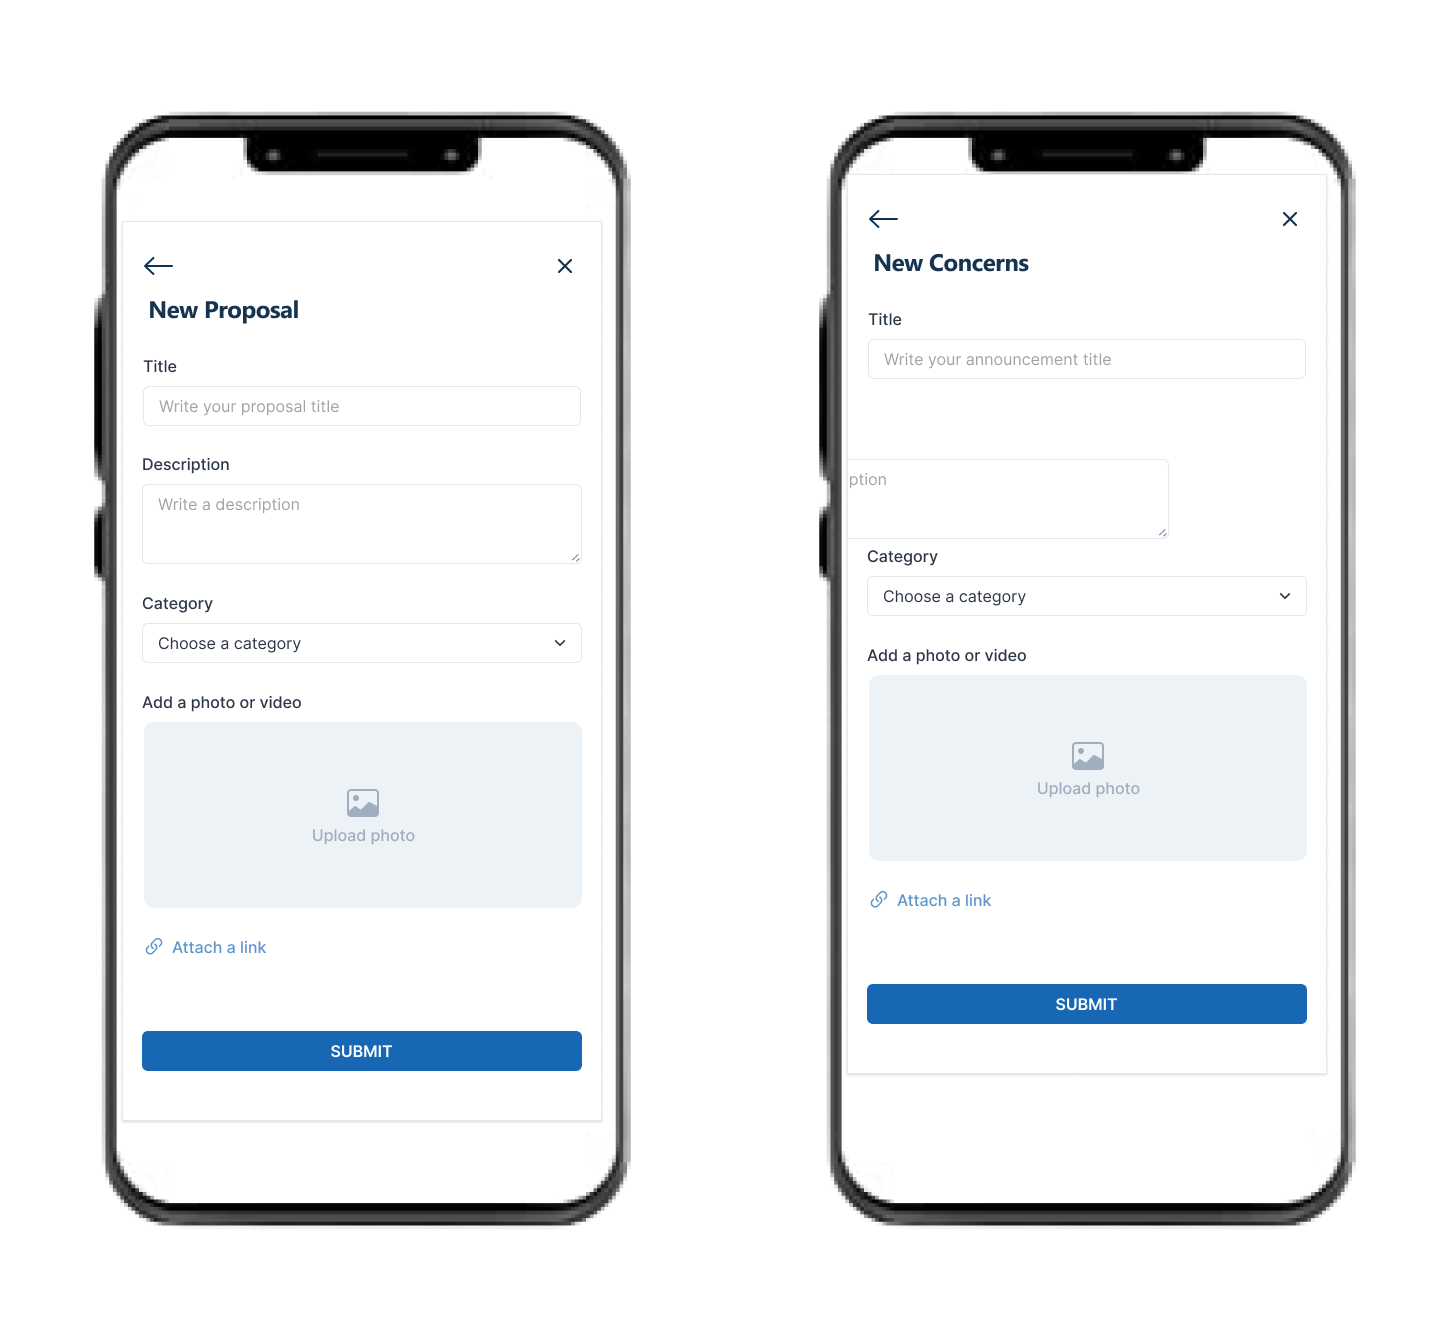 New Proposal
Title
Write your proposal title
Description
Write a description
Category
Choose a category
Add a photo or video
Upload photo
Attach a link
SUBMIT
New Concerns
Title
Write your announcement title
ption
Category
Choose a category
Add a photo or video
Upload photo
Attach a link
SUBMIT